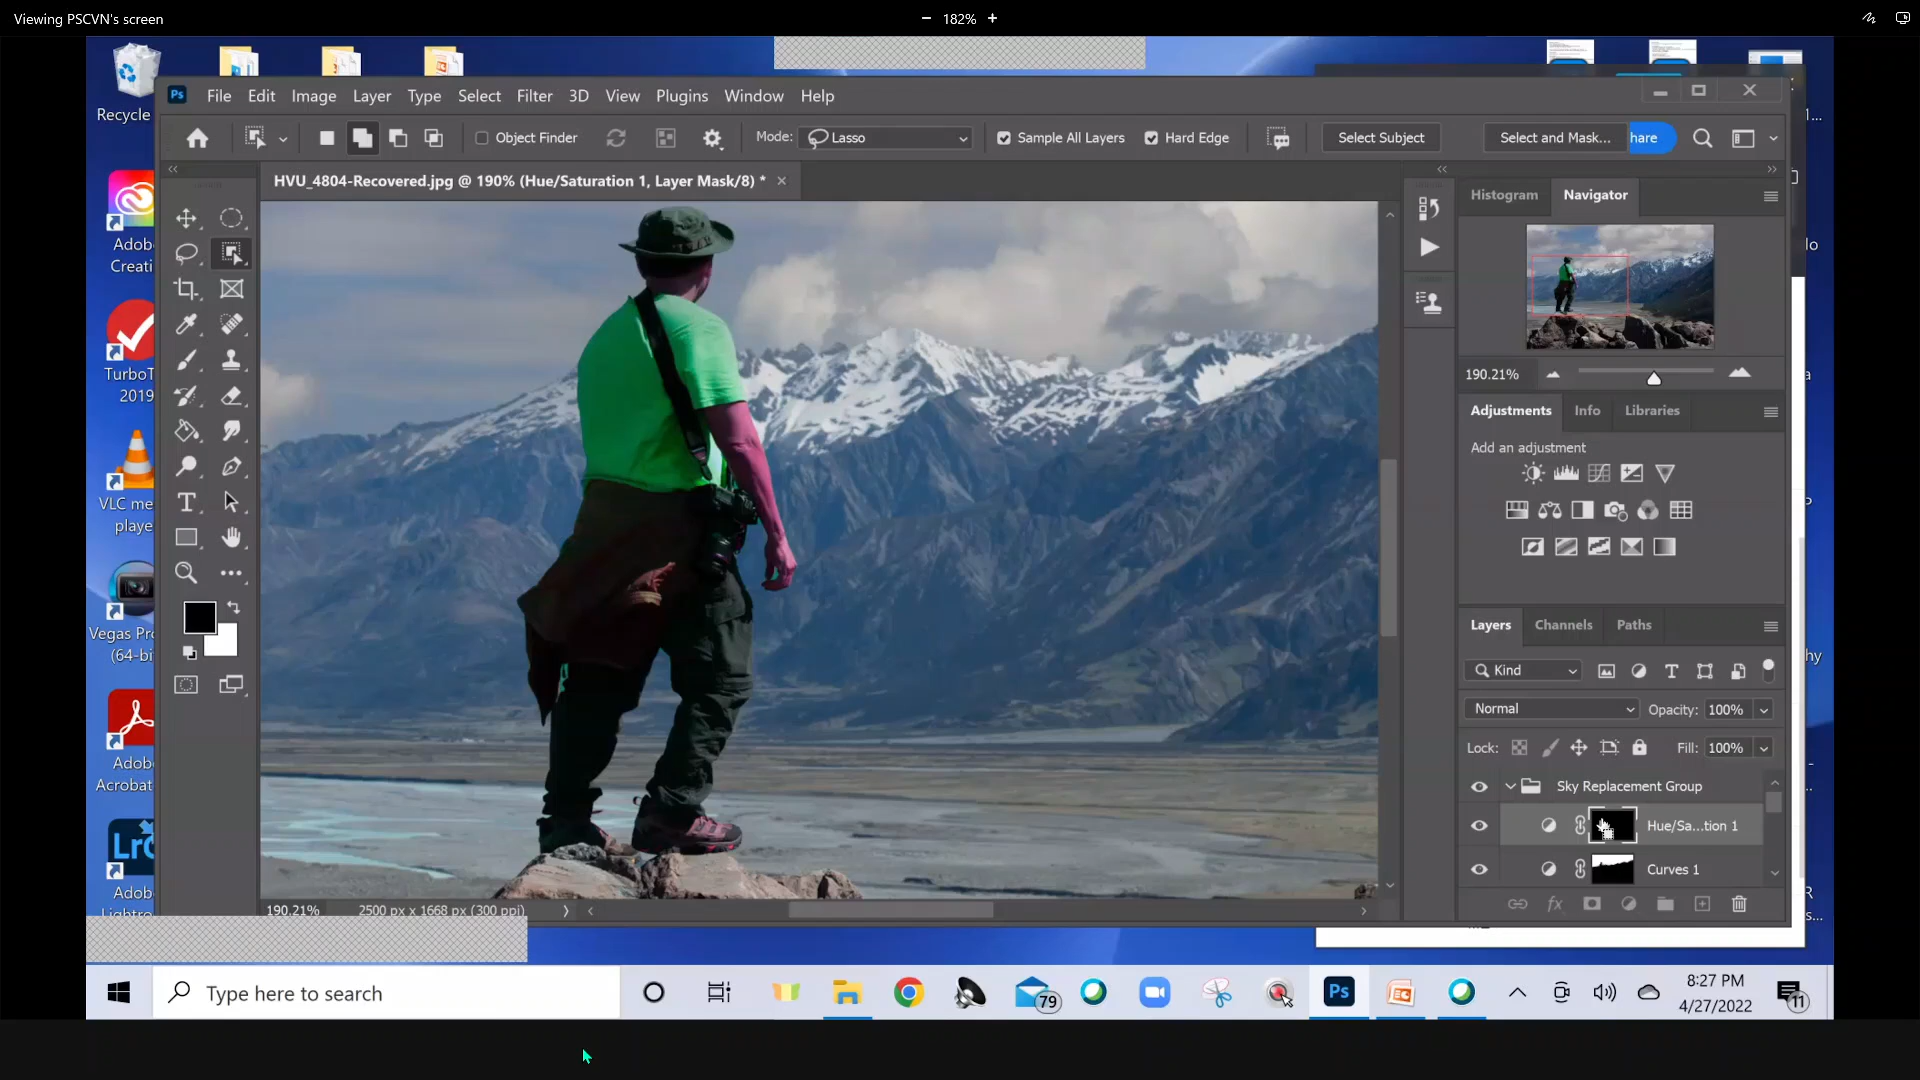 Viewing PSCVN's screen
182%
Recycle
Ps
File Edit Image Layer Type Select Filter 3D View Plugins Window Help
Object Finder
Mode: Lasso
Sample All Layers
Hard Edge
Select Subject
Select and Mask...
hare
HVU_4804-Recovered.jpg @ 190% (Hue/Saturation 1, Layer Mask/8) *
Histogram Navigator
Adob
Creati
TurboT
2019
VLC me
playe
Vegas Pr
(64-bi
Adob
Acrobat
Lrc
Adob
190.21%
Adjustments Info Libraries
Add an adjustment
Layers Channels Paths
Kind
Normal
Opacity: 100%
Lock:
Fill: 100%
Sky Replacement Group
Hue/Sa...tion 1
Curves 1
190.21%
2500 px x 1668 px (300 ppi)
Type here to search
79
Ps
8:27 PM
4/27/2022
11